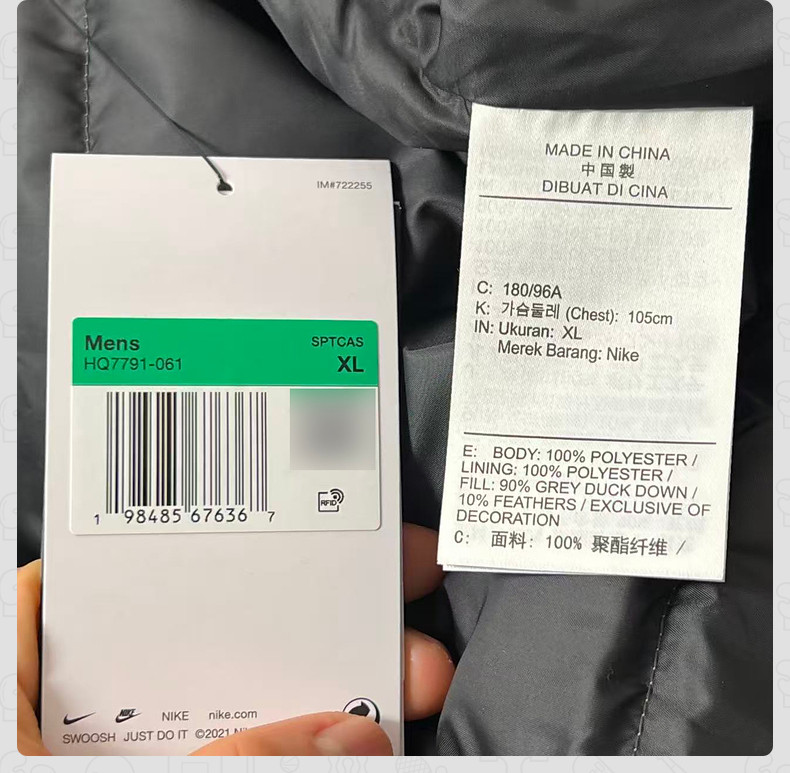 IM#722255
Mens
HQ7791-061
SPTCAS
XL
1 98485 67636 7
RFID
NIKE
NIKE nike.com
SWOOSH JUST DO IT ©2021
MADE IN CHINA
中国製
DIBUAT DI CINA
C: 180/96A
K: 가슴둘레 (Chest): 105cm
IN: Ukuran: XL
Merek Barang: Nike
E: BODY: 100% POLYESTER /
LINING: 100% POLYESTER /
FILL: 90% GREY DUCK DOWN /
10% FEATHERS / EXCLUSIVE OF
DECORATION
C: 面料: 100% 聚酯纤维 /